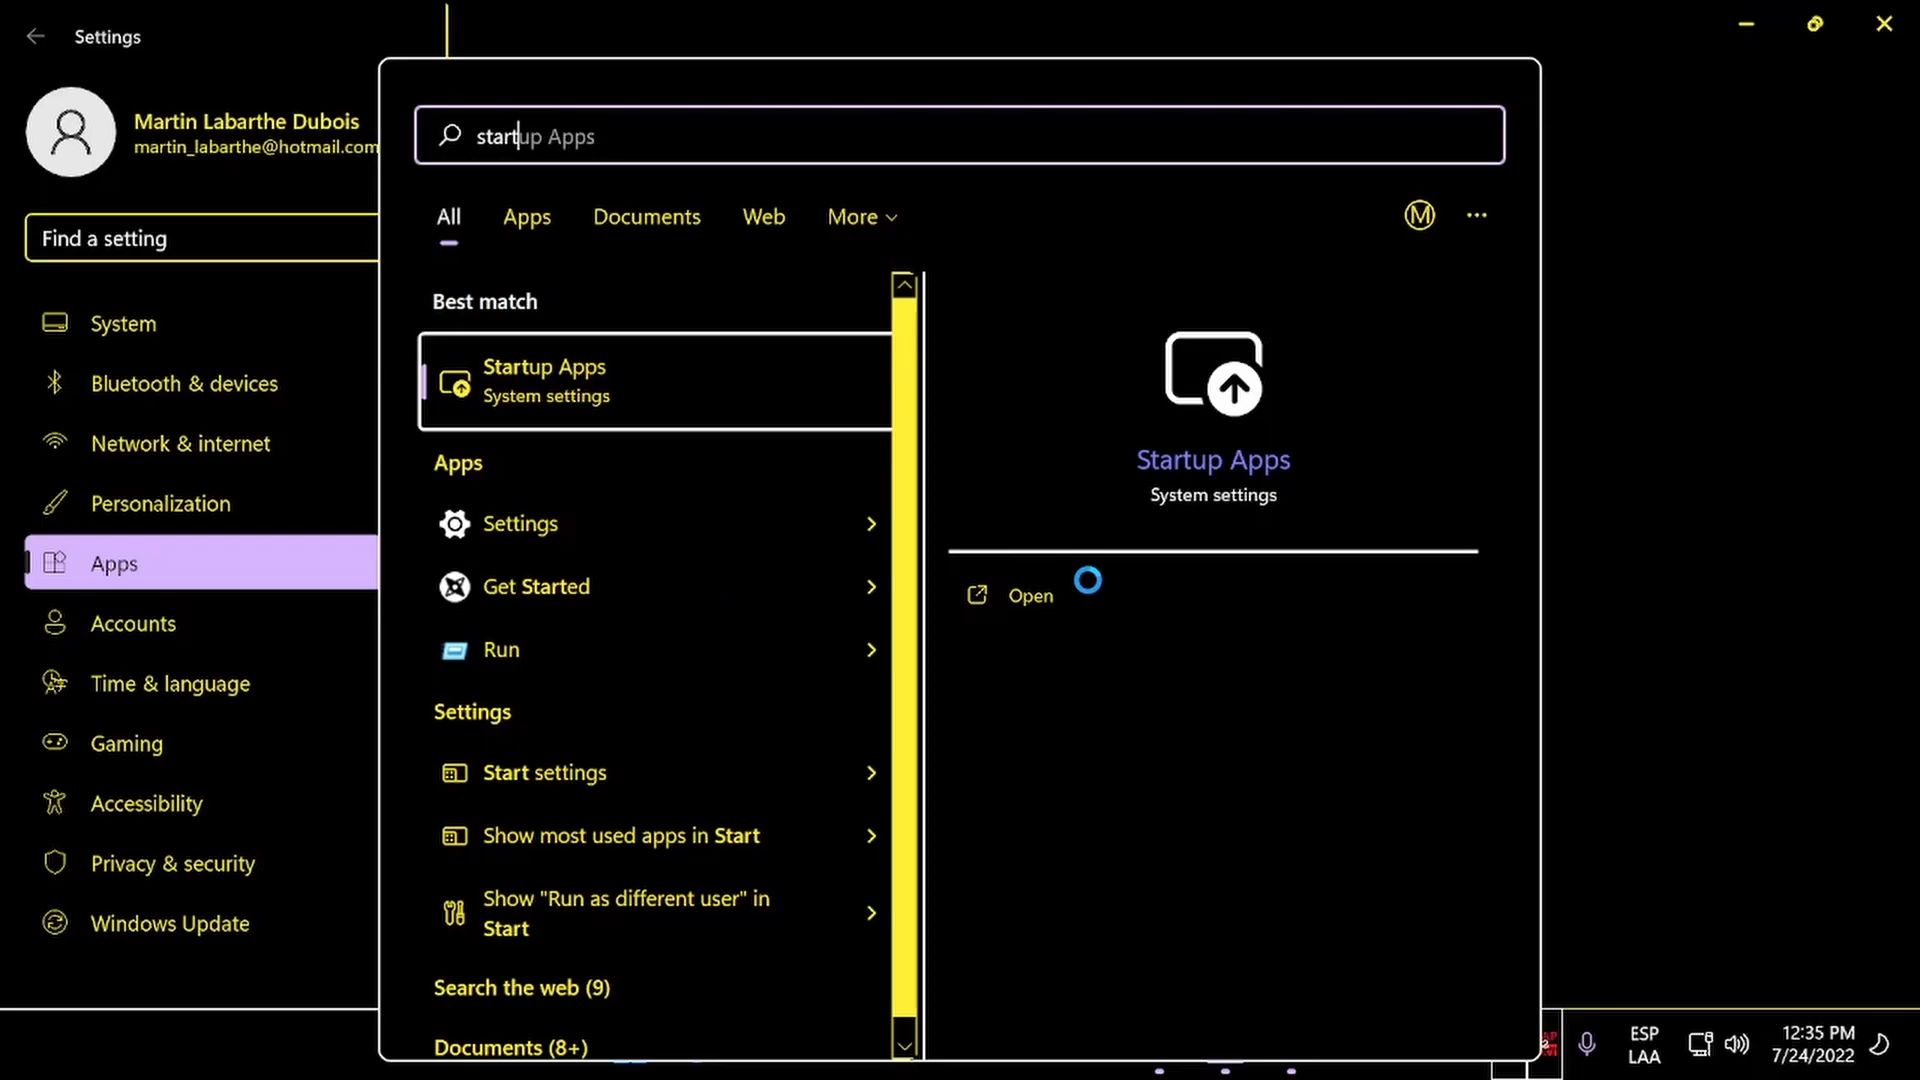 Settings
Martin Labarthe Dubois
martin_labarthe@hotmail.com
Find a setting
System
Bluetooth & devices
Network & internet
Personalization
Apps
Accounts
Time & language
Gaming
Accessibility
Privacy & security
Windows Update
startup Apps
All Apps Documents Web More
M
Best match
Startup Apps
System settings
Apps
Settings
Get Started
Run
Settings
Start settings
Show most used apps in Start
Show "Run as different user" in
Start
Search the web (9)
Documents (8+)
Startup Apps
System settings
Open
ESP
LAA
12:35 PM
7/24/2022